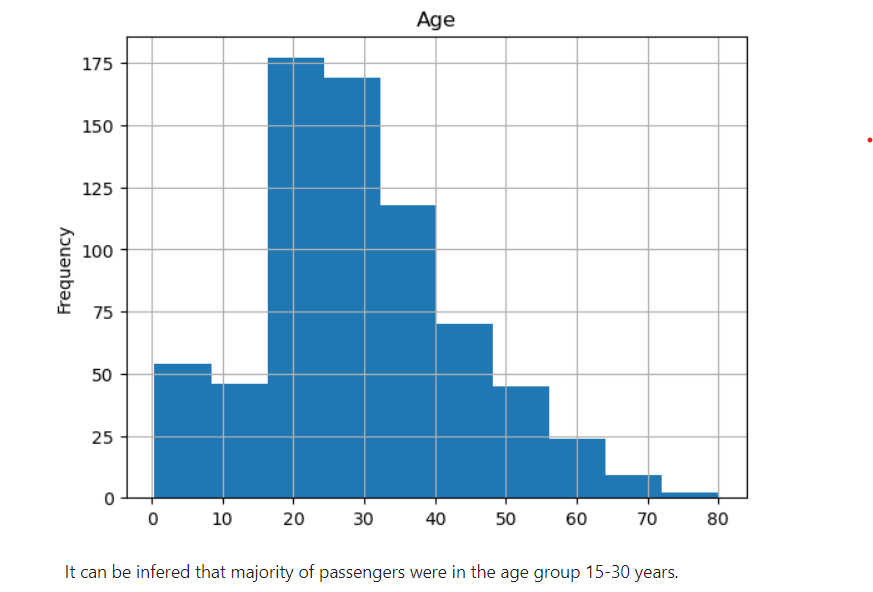 Age
175
150
125
100
75
50
25
0
Frequency
0 10 20 30 40 50 60 70 80
It can be infered that majority of passengers were in the age group 15-30 years.